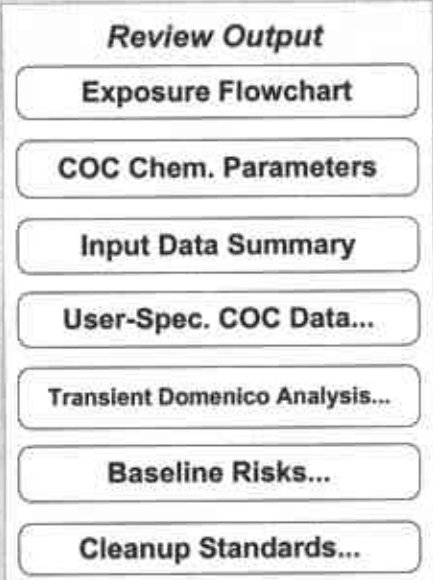 Review Output
Exposure Flowchart
COC Chem. Parameters
Input Data Summary
User-Spec. COC Data...
Transient Domenico Analysis...
Baseline Risks...
Cleanup Standards...